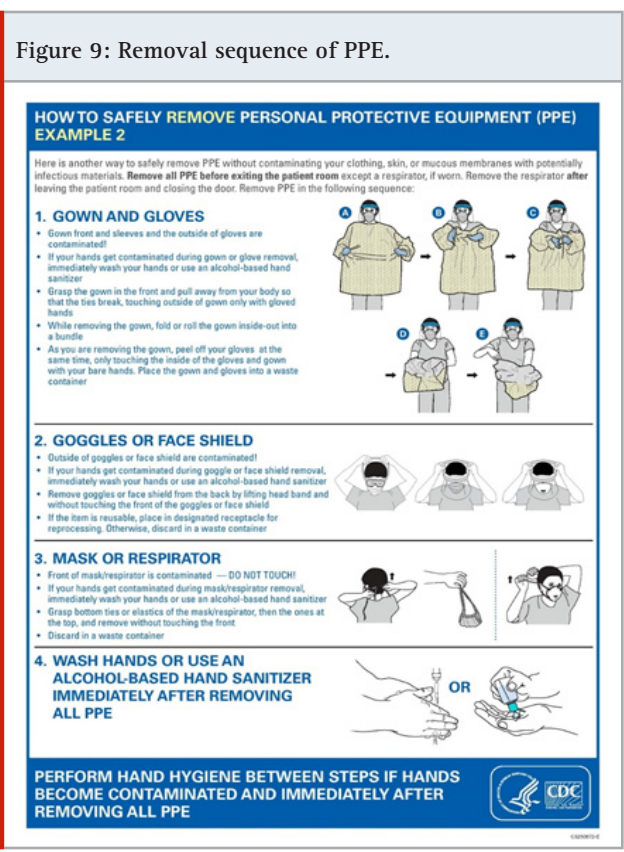 Figure 9: Removal sequence of PPE.
HOW TO SAFELY REMOVE PERSONAL PROTECTIVE EQUIPMENT (PPE)
EXAMPLE 2
Here is another way to safely remove PPE without contaminating your clothing, skin, or mucous membranes with potentially
infectious materials. Remove all PPE before exiting the patient room except a respirator, if worn. Remove the respirator after
leaving the patient room and closing the door. Remove PPE in the following sequence:
1. GOWN AND GLOVES
• Gown front and sleeves and the outside of gloves are
contaminated!
• If your hands get contaminated during gown or glove removal,
immediately wash your hands or use an alcohol-based hand
sanitizer
• Grasp the gown in the front and pull away from your body so
that the ties break, touching outside of gown only with gloved
hands
• While removing the gown, fold or roll the gown inside-out into
a bundle
• As you are removing the gown, peel off your gloves at the
same time, only touching the inside of the gloves and gown
with your bare hands. Place the gown and gloves into a waste
container
A
B
C
D
E
2. GOGGLES OR FACE SHIELD
• Outside of goggles or face shield are contaminated!
• If your hands get contaminated during goggle or face shield removal,
immediately wash your hands or use an alcohol-based hand sanitizer
• Remove goggles or face shield from the back by lifting head band and
without touching the front of the goggles or face shield
• If the item is reusable, place in designated receptacle for
reprocessing. Otherwise, discard in a waste container
3. MASK OR RESPIRATOR
• Front of mask/respirator is contaminated — DO NOT TOUCH!
• If your hands get contaminated during mask/respirator removal,
immediately wash your hands or use an alcohol-based hand sanitizer
• Grasp bottom ties or elastics of the mask/respirator, then the ones at
the top, and remove without touching the front
• Discard in a waste container
4. WASH HANDS OR USE AN
ALCOHOL-BASED HAND SANITIZER
IMMEDIATELY AFTER REMOVING
ALL PPE
OR
PERFORM HAND HYGIENE BETWEEN STEPS IF HANDS
BECOME CONTAMINATED AND IMMEDIATELY AFTER
REMOVING ALL PPE
CDC